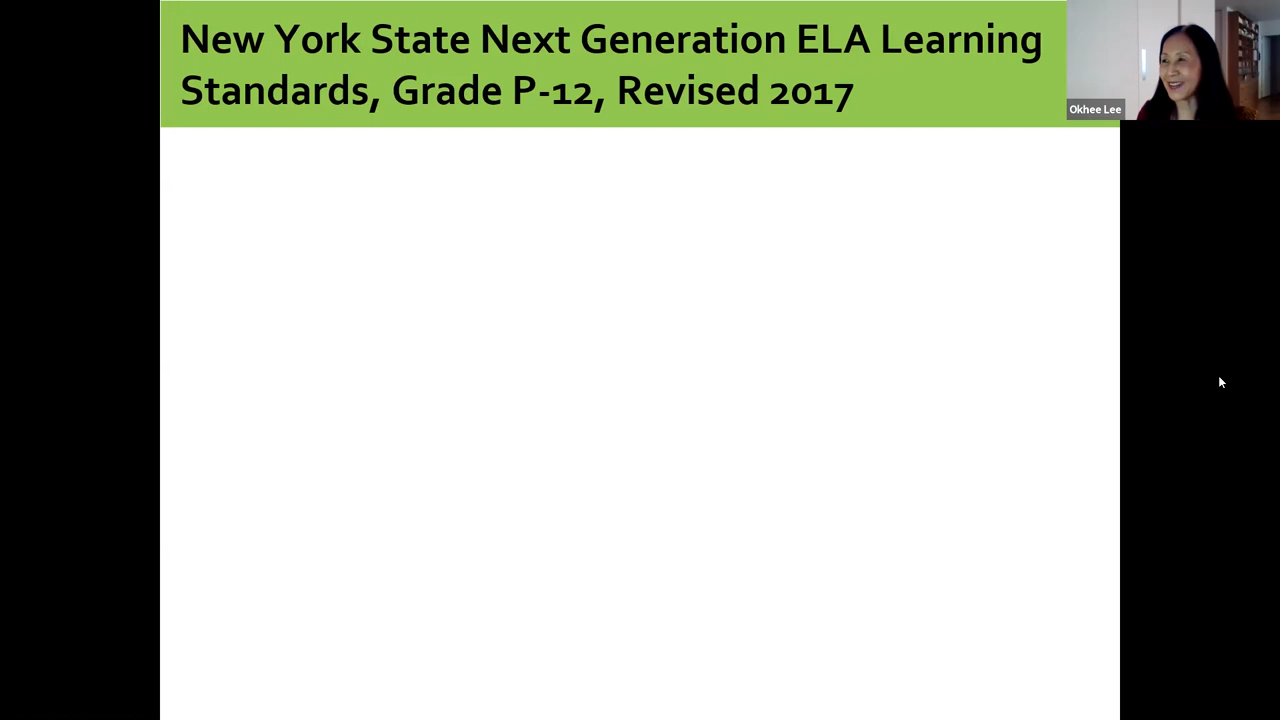 New York State Next Generation ELA Learning
Standards, Grade P-12, Revised 2017
Okhee Lee